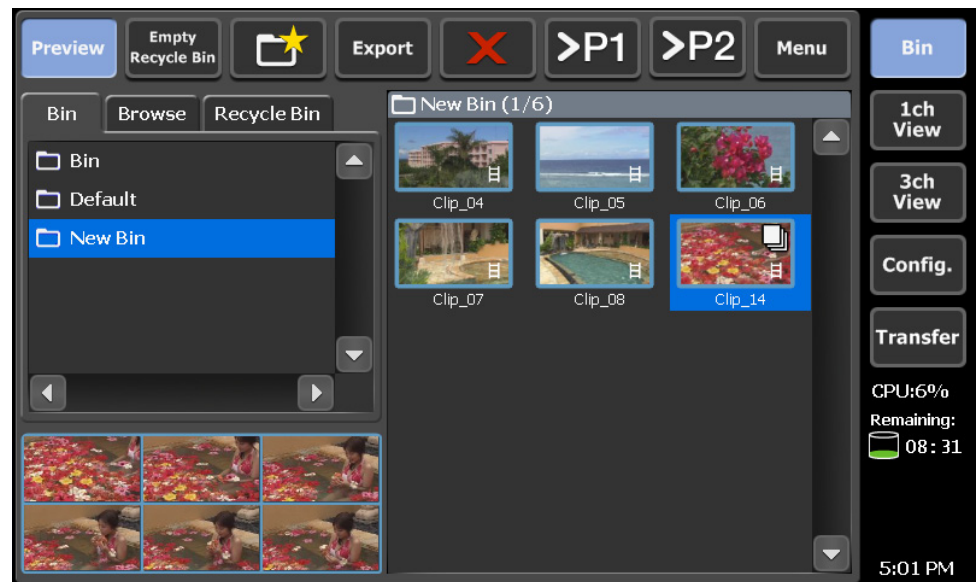 Preview
Empty
Recycle Bin
Export
>P1
>P2
Menu
Bin
Bin
Browse
Recycle Bin
Bin
Default
New Bin
New Bin (1/6)
Clip_04
Clip_05
Clip_06
Clip_07
Clip_08
Clip_14
1ch
View
3ch
View
Config.
Transfer
CPU:6%
Remaining:
08:31
5:01 PM